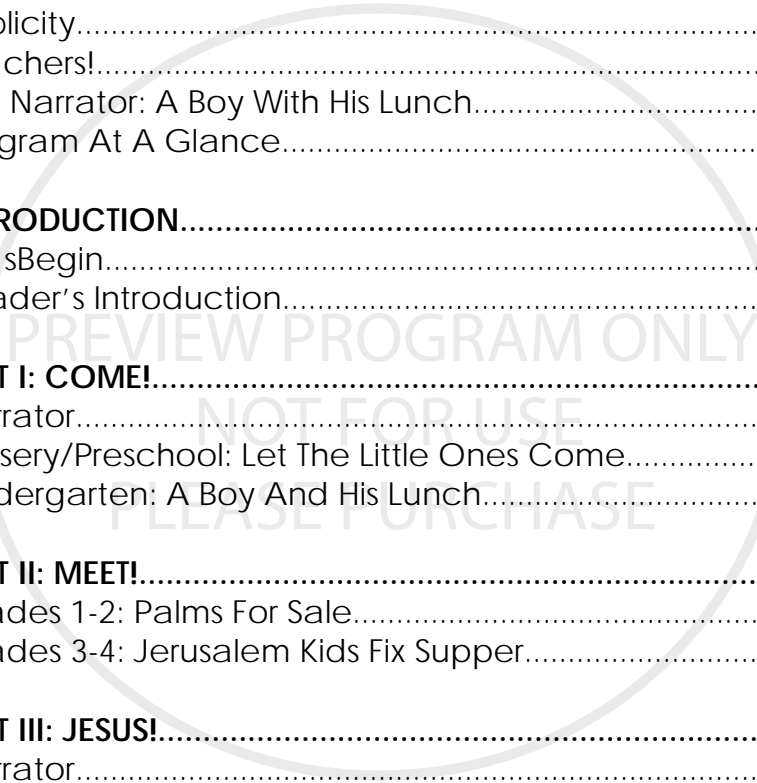 plicity..........................................................................
chers!........................................................................
Narrator: A Boy With His Lunch...............................
gram At A Glance.....................................................
RODUCTION................................................................
sBegin........................................................................
ader's Introduction.....................................................
PREVIEW PROGRAM ONLY
T I: COME!...................................................................
rrator...........................................................................
NOT FOR USE
sery/Preschool: Let The Little Ones Come...............
dergarten: A Boy And His Lunch..............................
PLEASE PURCHASE
T II: MEET!.....................................................................
ades 1-2: Palms For Sale.............................................
ades 3-4: Jerusalem Kids Fix Supper..........................
T III: JESUS!...................................................................
rrator...........................................................................